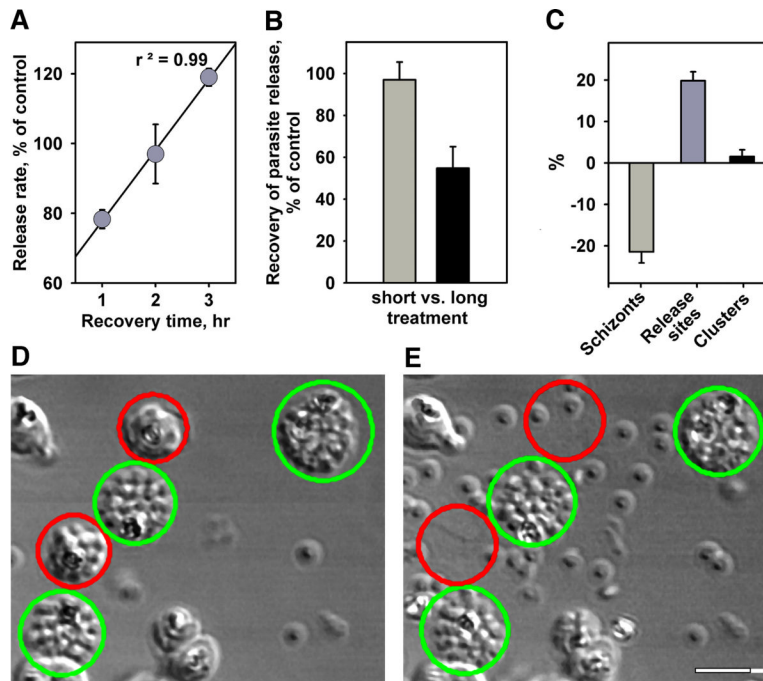 A
B
C
Release rate, % of control
120
100
80
60
r² = 0.99
1 2 3
Recovery time, hr
Recovery of parasite release,
% of control
100
80
60
40
20
0
short vs. long
treatment
%
20
10
0
-10
-20
Schizonts
Release
sites
Clusters
D
E